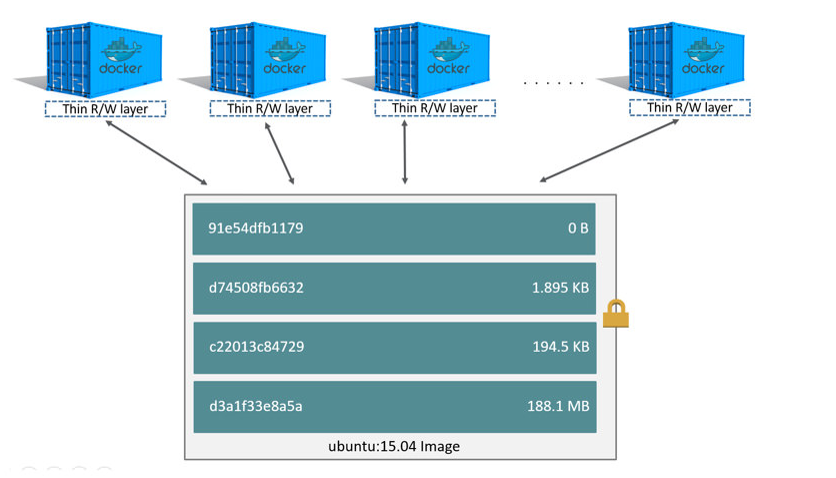 docker docker docker docker
Thin R/W layer Thin R/W layer Thin R/W layer . . . . . . Thin R/W layer
91e54dfb1179 0 B
d74508fb6632 1.895 KB
c22013c84729 194.5 KB
d3a1f33e8a5a 188.1 MB
ubuntu:15.04 Image